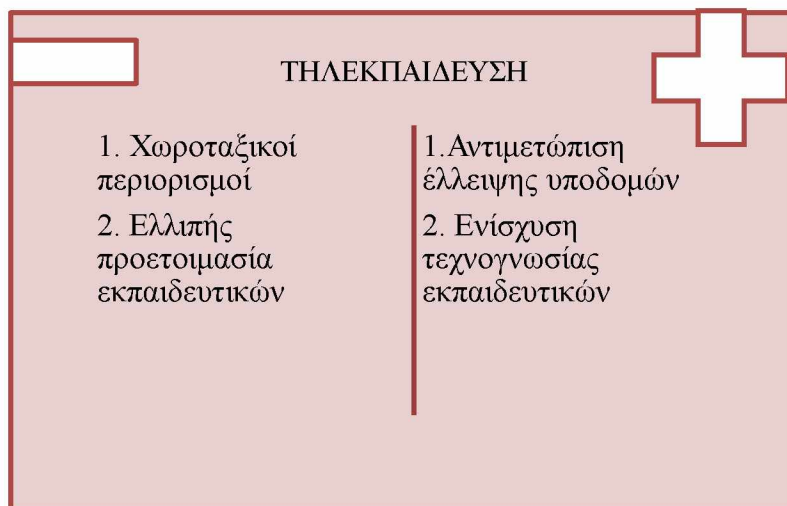 ΤΗΛΕΚΠΑΙΔΕΥΣΗ
1. Χωροταξικοί
περιορισμοί
2. Ελλιπής
προετοιμασία
εκπαιδευτικών
1.Αντιμετώπιση
έλλειψης υποδομών
2. Ενίσχυση
τεχνογνωσίας
εκπαιδευτικών